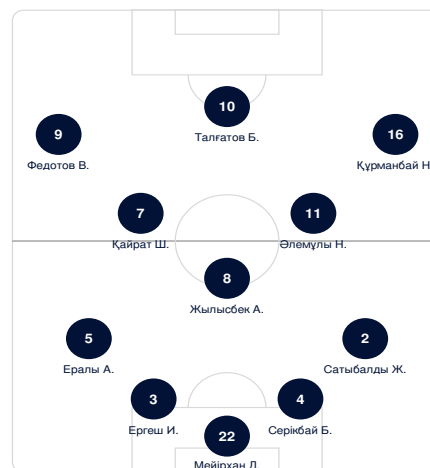 10
Талғатов Б.
9
Федотов В.
16
Құрманбай Н
7
Қайрат Ш.
11
Әлемұлы Н.
8
Жылысбек А.
5
Ералы А.
2
Сатыбалды Ж.
3
Ергеш И.
4
Серікбай Б.
22
Мейірхан Д.